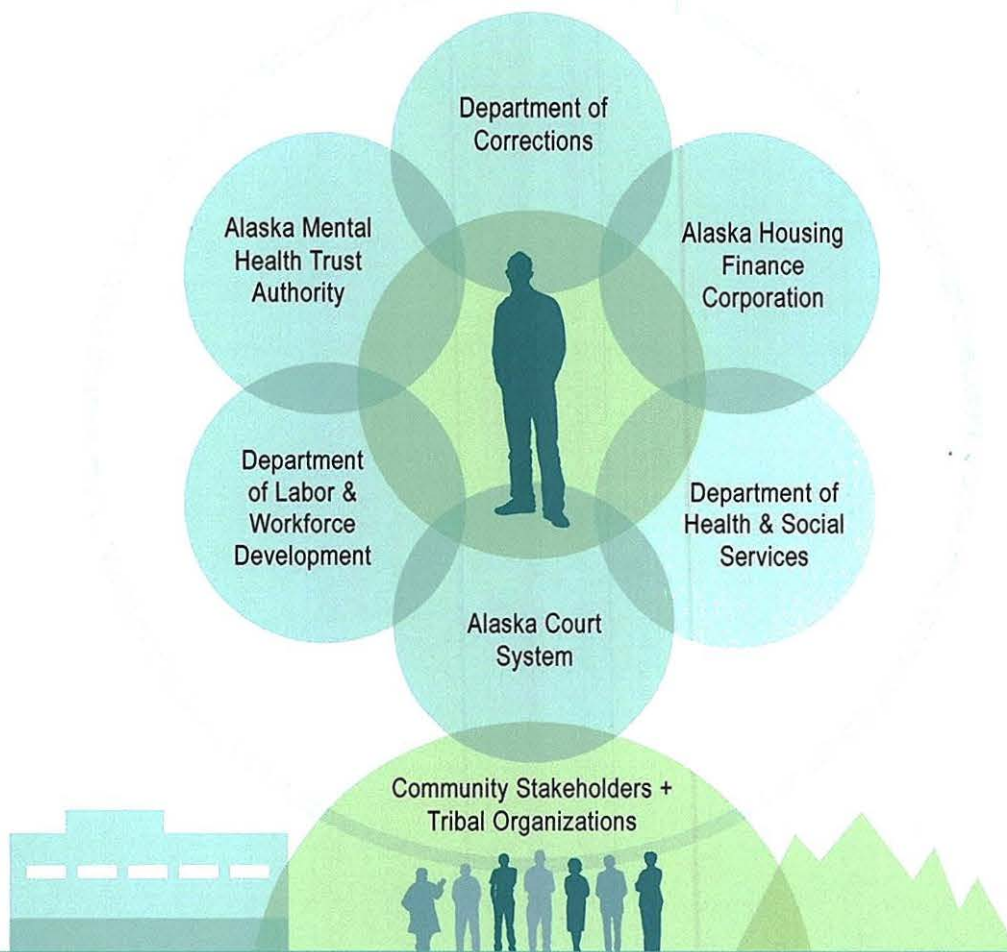 Department of
Corrections
Alaska Mental
Health Trust
Authority
Alaska Housing
Finance
Corporation
Department
of Labor &
Workforce
Development
Department of
Health & Social
Services
Alaska Court
System
Community Stakeholders +
Tribal Organizations